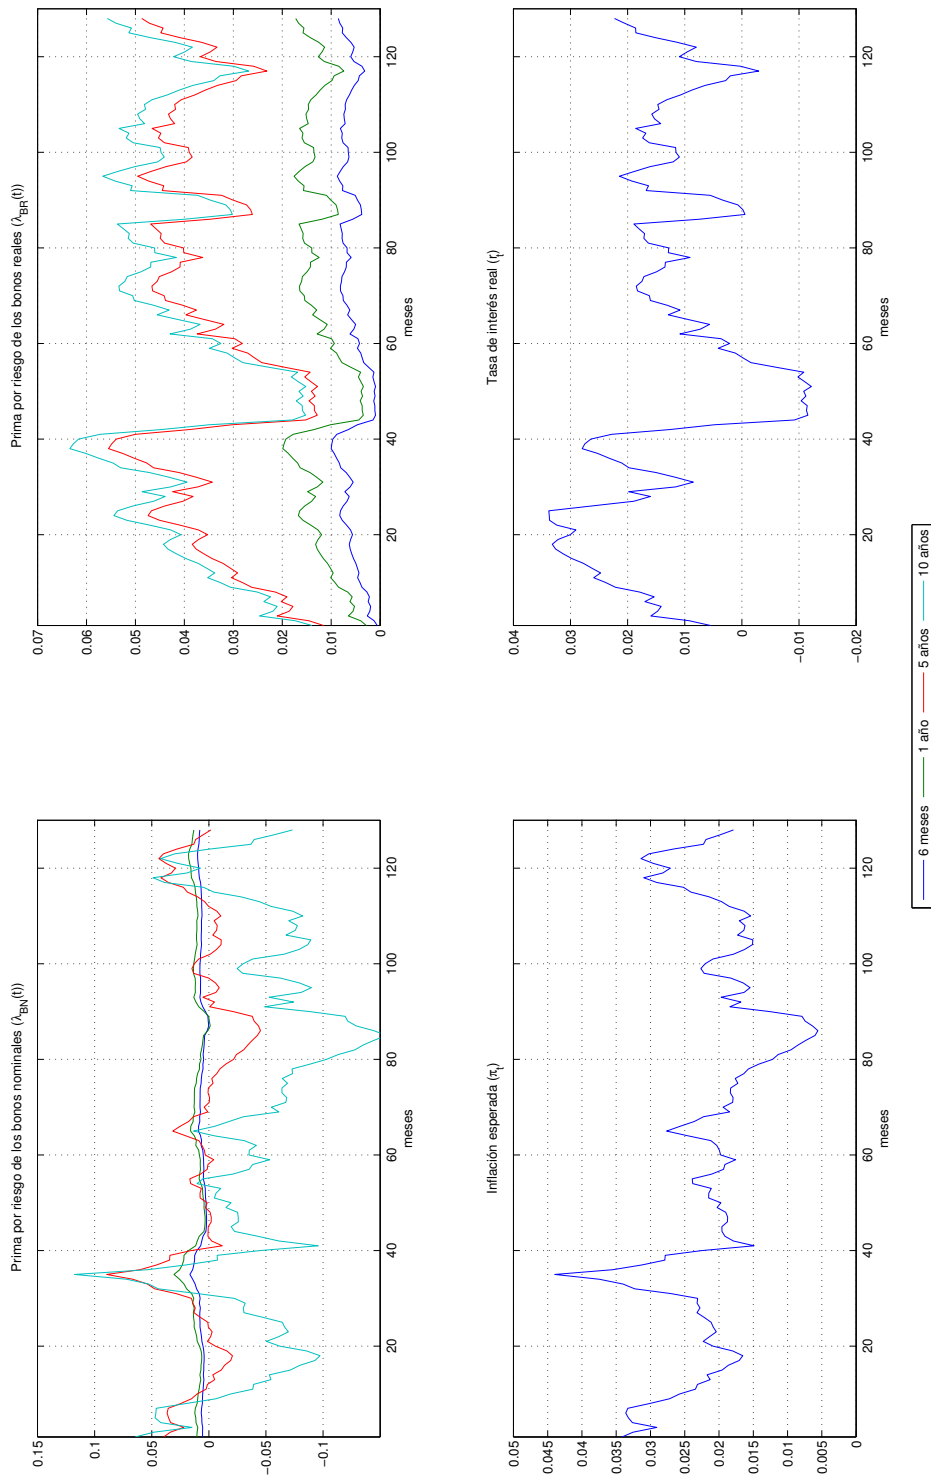 Prima por riesgo de los bonos nominales (λ_BN(t))
0.15
0.1
0.05
0
−0.05
−0.1
20 40 60 80 100 120
meses
Prima por riesgo de los bonos reales (λ_BR(t))
0.07
0.06
0.05
0.04
0.03
0.02
0.01
0
20 40 60 80 100 120
meses
Inflación esperada (π_t)
0.05
0.045
0.04
0.035
0.03
0.025
0.02
0.015
0.01
0.005
0
20 40 60 80 100 120
meses
Tasa de interés real (r_t)
0.04
0.03
0.02
0.01
0
−0.01
−0.02
20 40 60 80 100 120
meses
6 meses 1 año 5 años 10 años